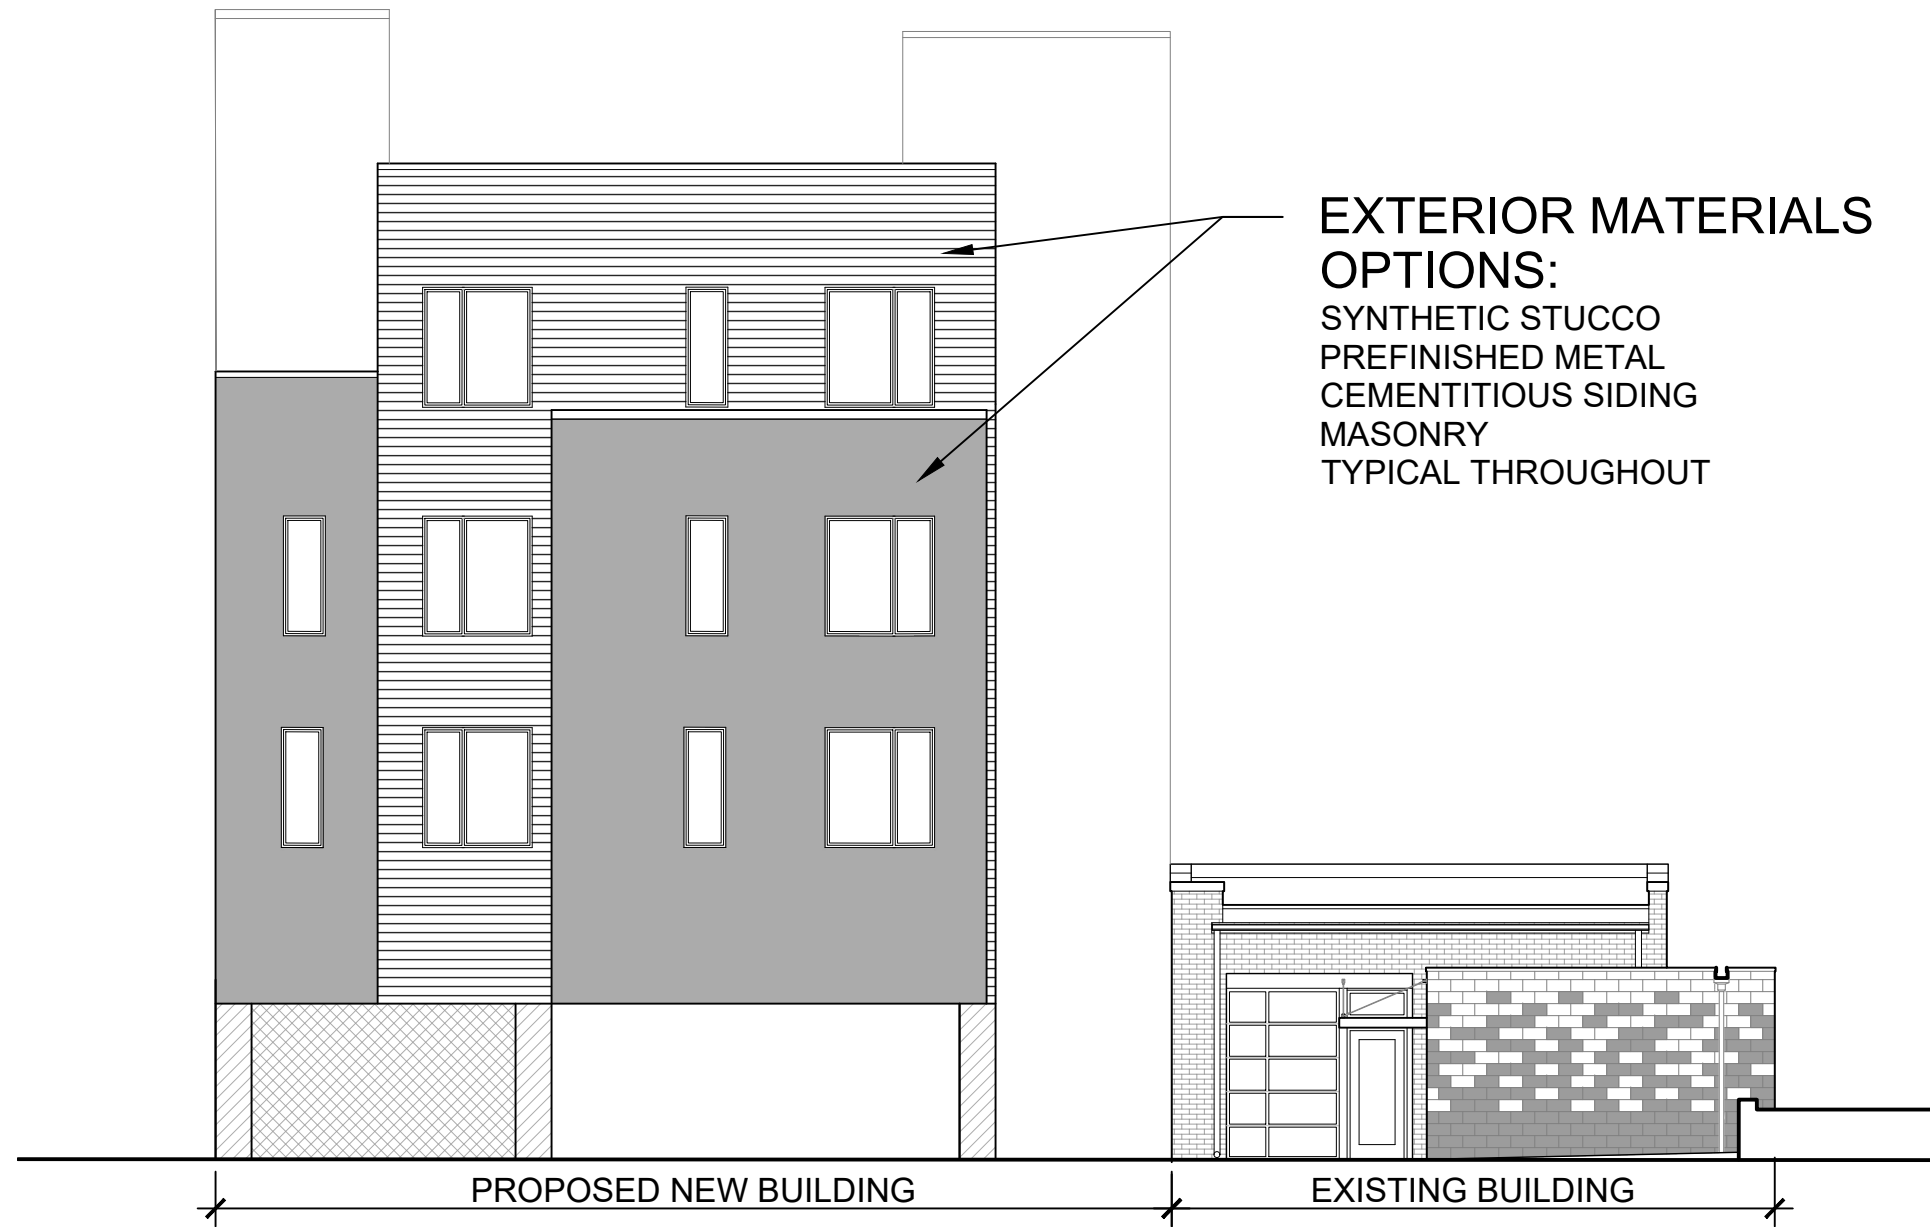 EXTERIOR MATERIALS
OPTIONS:
SYNTHETIC STUCCO
PREFINISHED METAL
CEMENTITIOUS SIDING
MASONRY
TYPICAL THROUGHOUT
PROPOSED NEW BUILDING
EXISTING BUILDING